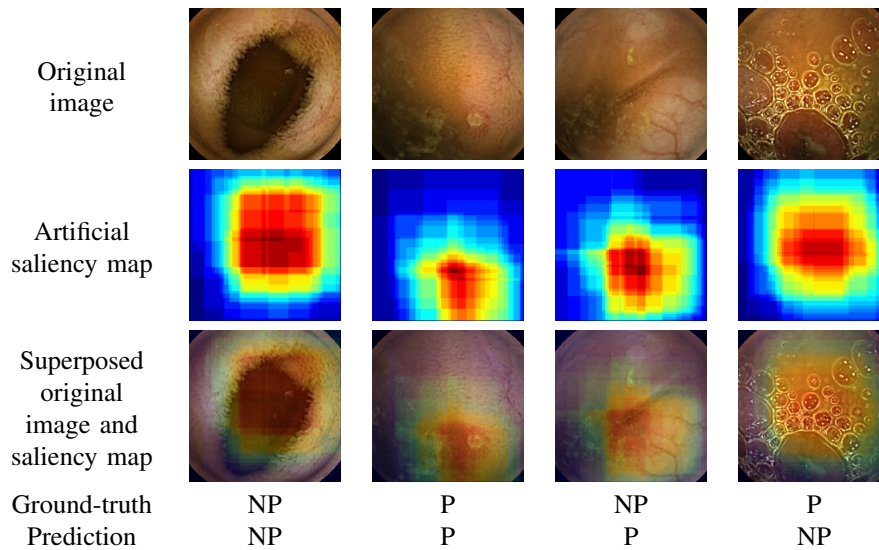 Original
image
Artificial
saliency map
Superposed
original
image and
saliency map
Ground-truth NP P NP P
Prediction NP P P NP